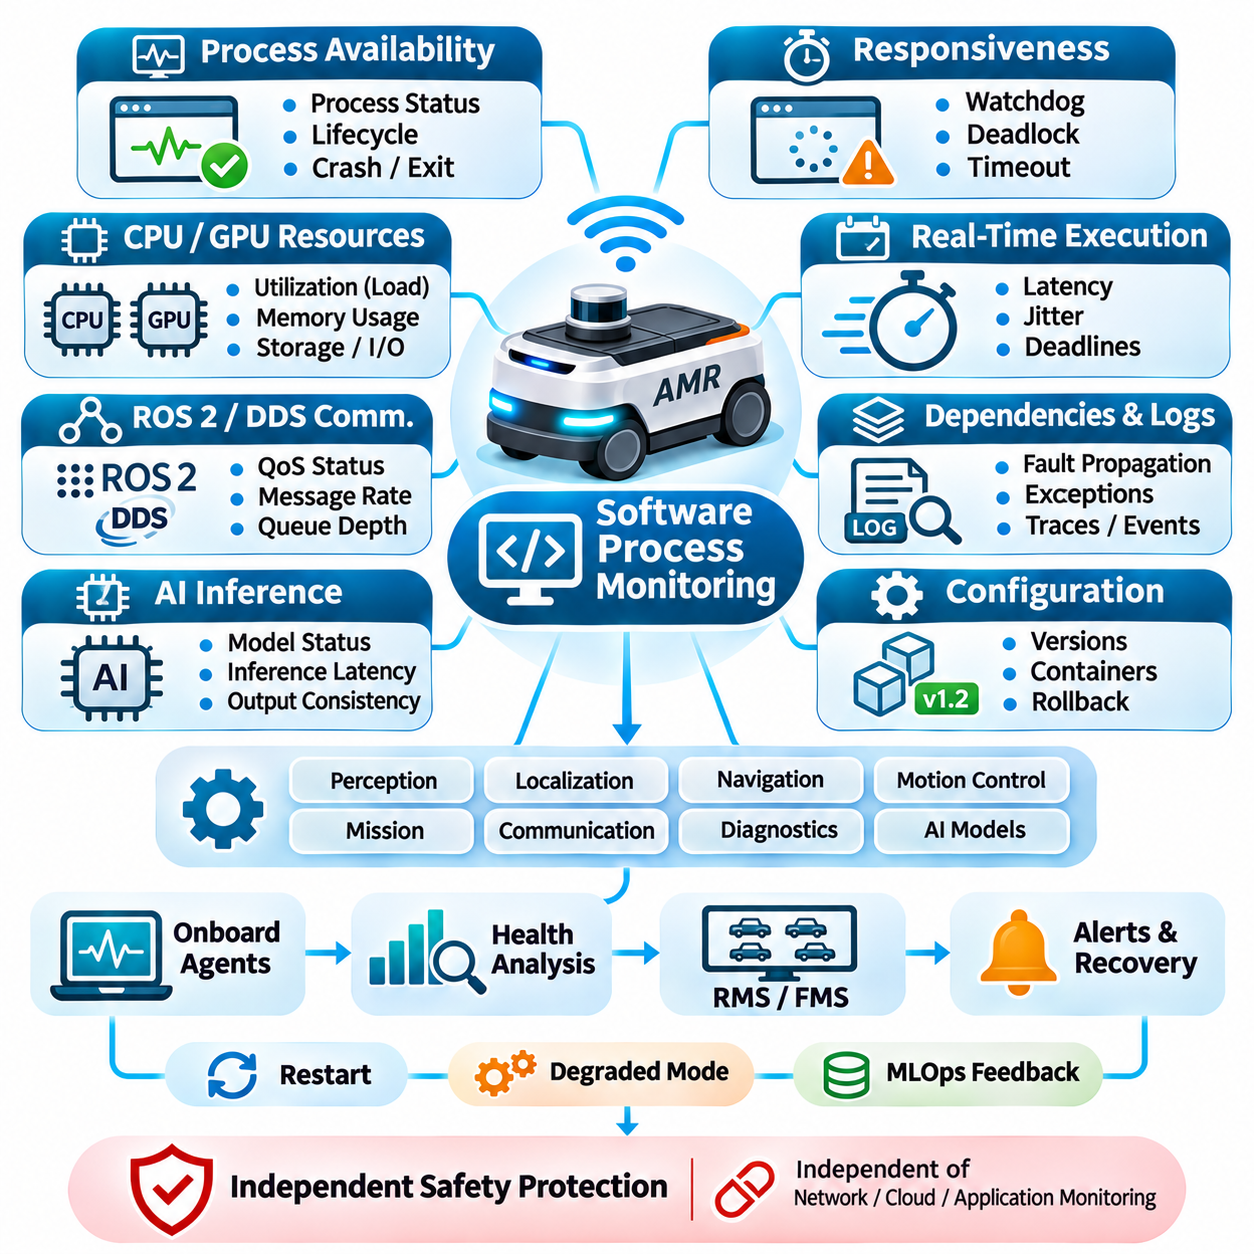 Process Availability
Process Status
Lifecycle
Crash / Exit
Responsiveness
Watchdog
Deadlock
Timeout
CPU / GPU Resources
CPU
GPU
Utilization (Load)
Memory Usage
Storage / I/O
Real-Time Execution
Latency
Jitter
Deadlines
AMR
ROS 2 / DDS Comm.
ROS 2
DDS
QoS Status
Message Rate
Queue Depth
Dependencies & Logs
LOG
Fault Propagation
Exceptions
Traces / Events
</>
Software
Process
Monitoring
AI Inference
AI
Model Status
Inference Latency
Output Consistency
Configuration
v1.2
Versions
Containers
Rollback
Perception
Localization
Navigation
Motion Control
Mission
Communication
Diagnostics
AI Models
Onboard
Agents
Health
Analysis
RMS / FMS
Alerts &
Recovery
Restart
Degraded Mode
MLOps Feedback
Independent Safety Protection
Independent of
Network / Cloud / Application Monitoring